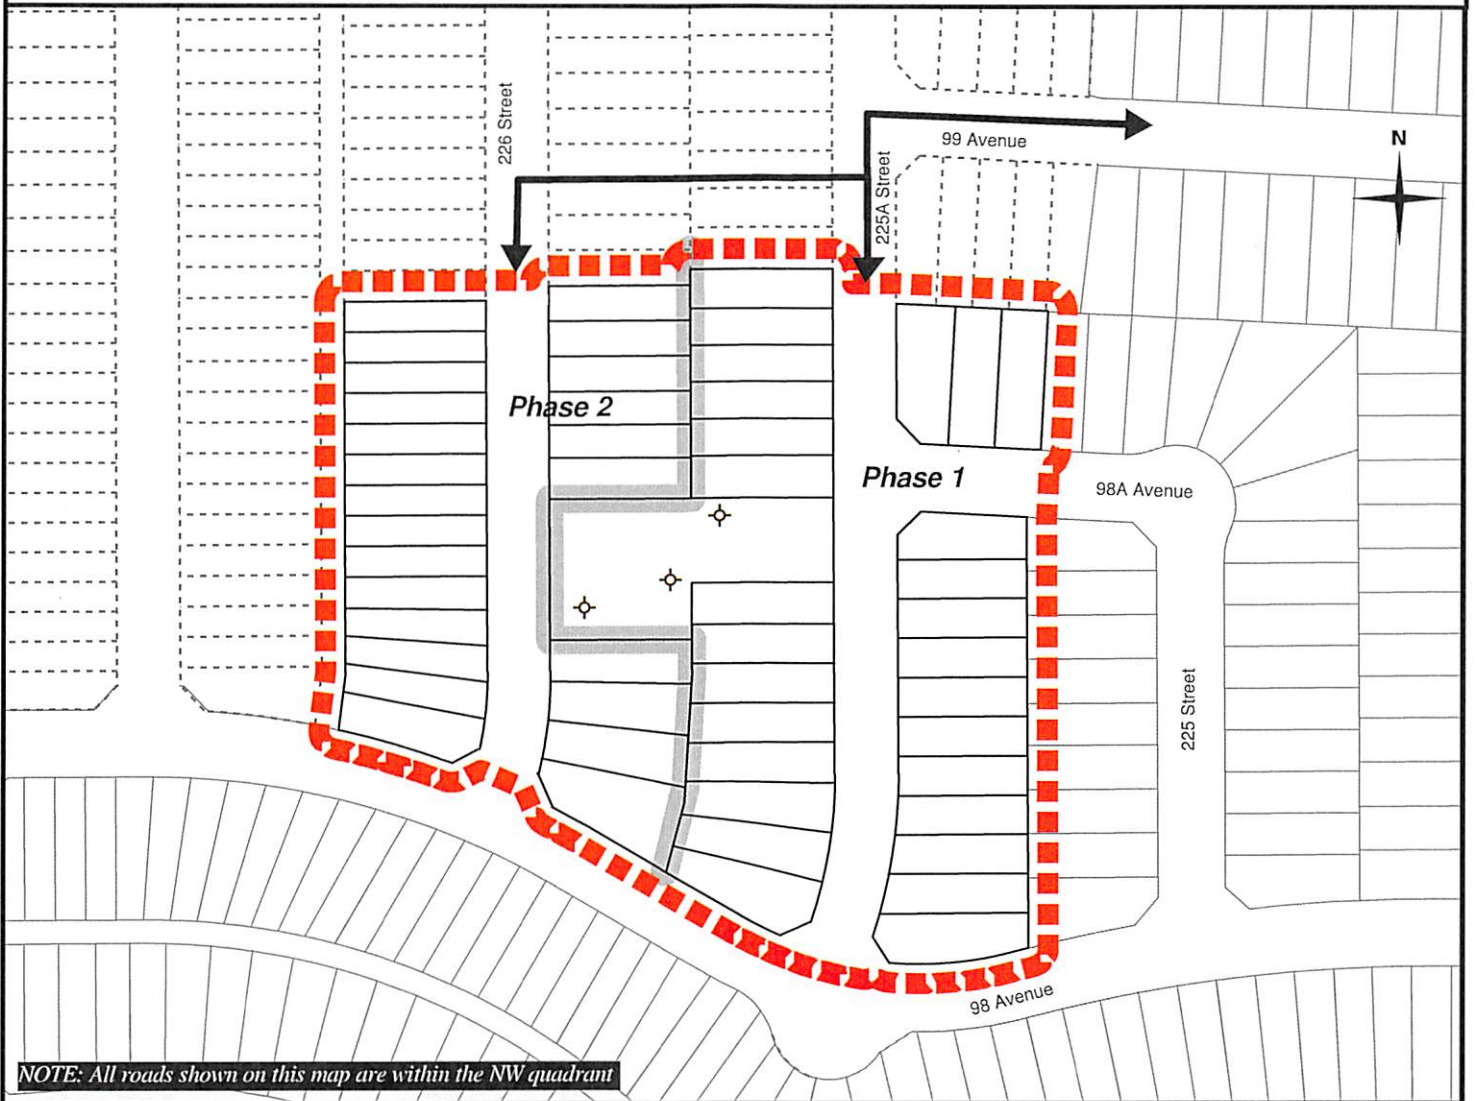 226 Street
99 Avenue
N
225A Street
Phase 2
Phase 1
98A Avenue
225 Street
98 Avenue
NOTE: All roads shown on this map are within the NW quadrant